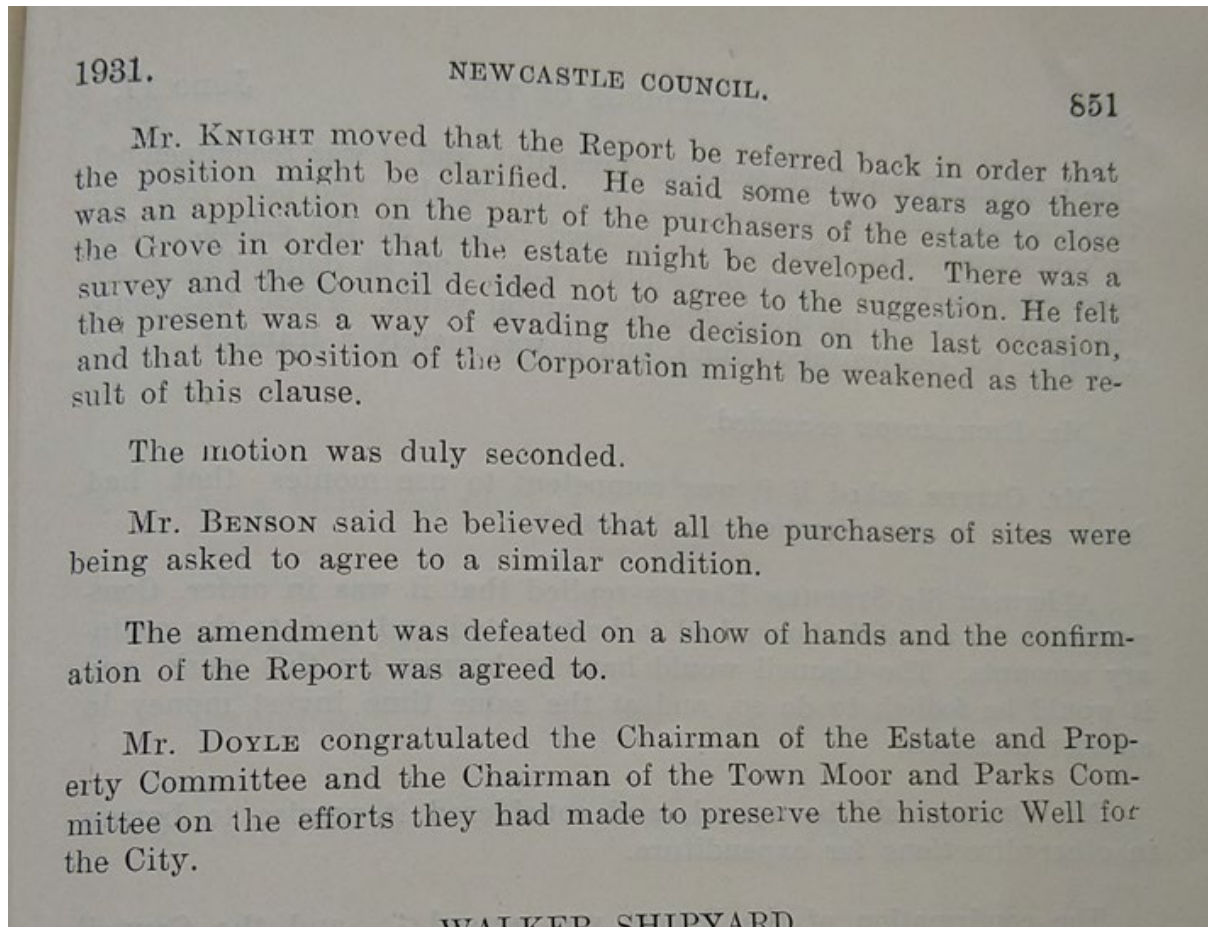 1931.
NEWCASTLE COUNCIL.
851
Mr. KNIGHT moved that the Report be referred back in order that
the position might be clarified. He said some two years ago there
was an application on the part of the purchasers of the estate to close
the Grove in order that the estate might be developed. There was a
survey and the Council decided not to agree to the suggestion. He felt
the present was a way of evading the decision on the last occasion,
and that the position of the Corporation might be weakened as the re-
sult of this clause.
The motion was duly seconded.
Mr. BENSON said he believed that all the purchasers of sites were
being asked to agree to a similar condition.
The amendment was defeated on a show of hands and the confirm-
ation of the Report was agreed to.
Mr. DOYLE congratulated the Chairman of the Estate and Prop-
erty Committee and the Chairman of the Town Moor and Parks Com-
mittee on the efforts they had made to preserve the historic Well for
the City.
WALKER SHIPYARD